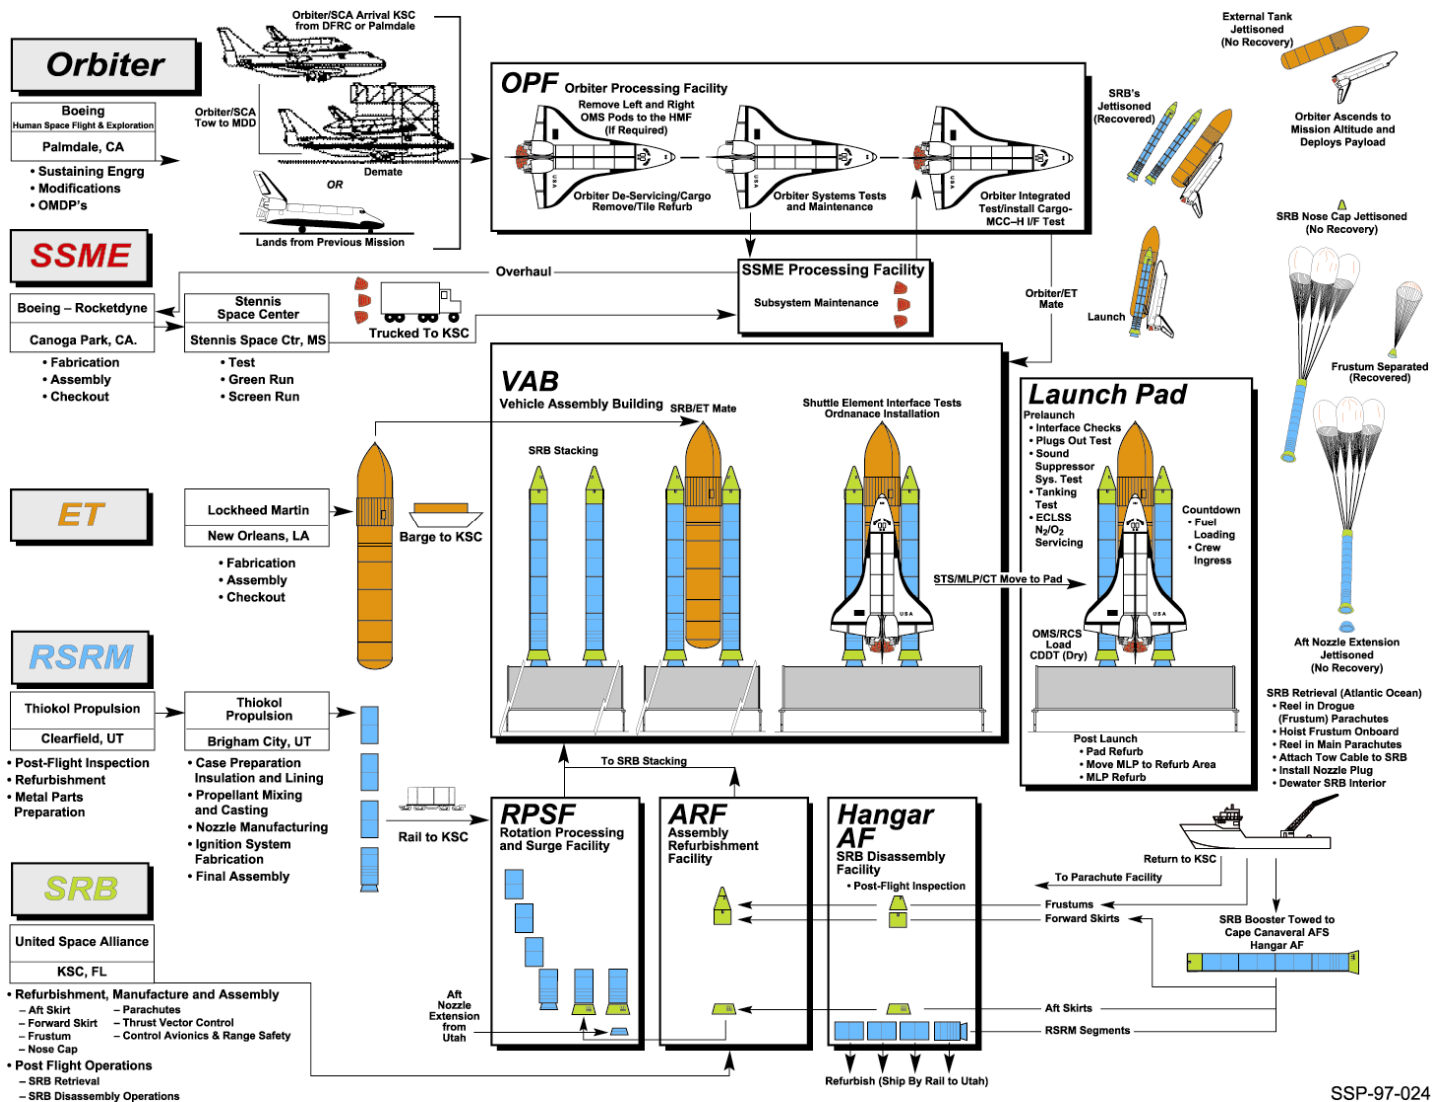 Orbiter
Boeing
Human Space Flight & Exploration
Palmdale, CA
• Sustaining Engrg
• Modifications
• OMDP's
Orbiter/SCA Arrival KSC
from DFRC or Palmdale
Orbiter/SCA
Tow to MDD
Demate
OR
Lands from Previous Mission
OPF Orbiter Processing Facility
Remove Left and Right
OMS Pods to the HMF
(If Required)
USA
USA
USA
Orbiter De-Servicing/Cargo
Remove/Tile Refurb
Orbiter Systems Tests
and Maintenance
Orbiter Integrated
Test/install Cargo-
MCC–H I/F Test
External Tank
Jettisoned
(No Recovery)
SRB's
Jettisoned
(Recovered)
Orbiter Ascends to
Mission Altitude and
Deploys Payload
SRB Nose Cap Jettisoned
(No Recovery)
Frustum Separated
(Recovered)
Launch
Orbiter/ET
Mate
SSME
Boeing – Rocketdyne
Canoga Park, CA.
• Fabrication
• Assembly
• Checkout
Stennis
Space Center
Stennis Space Ctr, MS
• Test
• Green Run
• Screen Run
Overhaul
Trucked To KSC
SSME Processing Facility
Subsystem Maintenance
VAB
Vehicle Assembly Building
SRB/ET Mate
SRB Stacking
Shuttle Element Interface Tests
Ordnanace Installation
USA
STS/MLP/CT Move to Pad
Launch Pad
Prelaunch
• Interface Checks
• Plugs Out Test
• Sound
Suppressor
Sys. Test
• Tanking
Test
• ECLSS
N2/O2
Servicing
Countdown
• Fuel
Loading
• Crew
Ingress
USA
OMS/RCS
Load
CDDT (Dry)
Post Launch
• Pad Refurb
• Move MLP to Refurb Area
• MLP Refurb
ET
Lockheed Martin
New Orleans, LA
• Fabrication
• Assembly
• Checkout
Barge to KSC
RSRM
Thiokol Propulsion
Clearfield, UT
• Post-Flight Inspection
• Refurbishment
• Metal Parts
Preparation
Thiokol
Propulsion
Brigham City, UT
• Case Preparation
Insulation and Lining
• Propellant Mixing
and Casting
• Nozzle Manufacturing
• Ignition System
Fabrication
• Final Assembly
Rail to KSC
To SRB Stacking
RPSF
Rotation Processing
and Surge Facility
Aft
Nozzle
Extension
from
Utah
ARF
Assembly
Refurbishment
Facility
Hangar
AF
SRB Disassembly
Facility
• Post-Flight Inspection
Refurbish (Ship By Rail to Utah)
Aft Nozzle Extension
Jettisoned
(No Recovery)
SRB Retrieval (Atlantic Ocean)
• Reel in Drogue
(Frustum) Parachutes
• Hoist Frustum Onboard
• Reel in Main Parachutes
• Attach Tow Cable to SRB
• Install Nozzle Plug
• Dewater SRB Interior
Return to KSC
To Parachute Facility
Frustums
Forward Skirts
SRB Booster Towed to
Cape Canaveral AFS
Hangar AF
Aft Skirts
RSRM Segments
SRB
United Space Alliance
KSC, FL
• Refurbishment, Manufacture and Assembly
– Aft Skirt
– Forward Skirt
– Frustum
– Nose Cap
– Parachutes
– Thrust Vector Control
– Control Avionics & Range Safety
• Post Flight Operations
– SRB Retrieval
– SRB Disassembly Operations
SSP-97-024